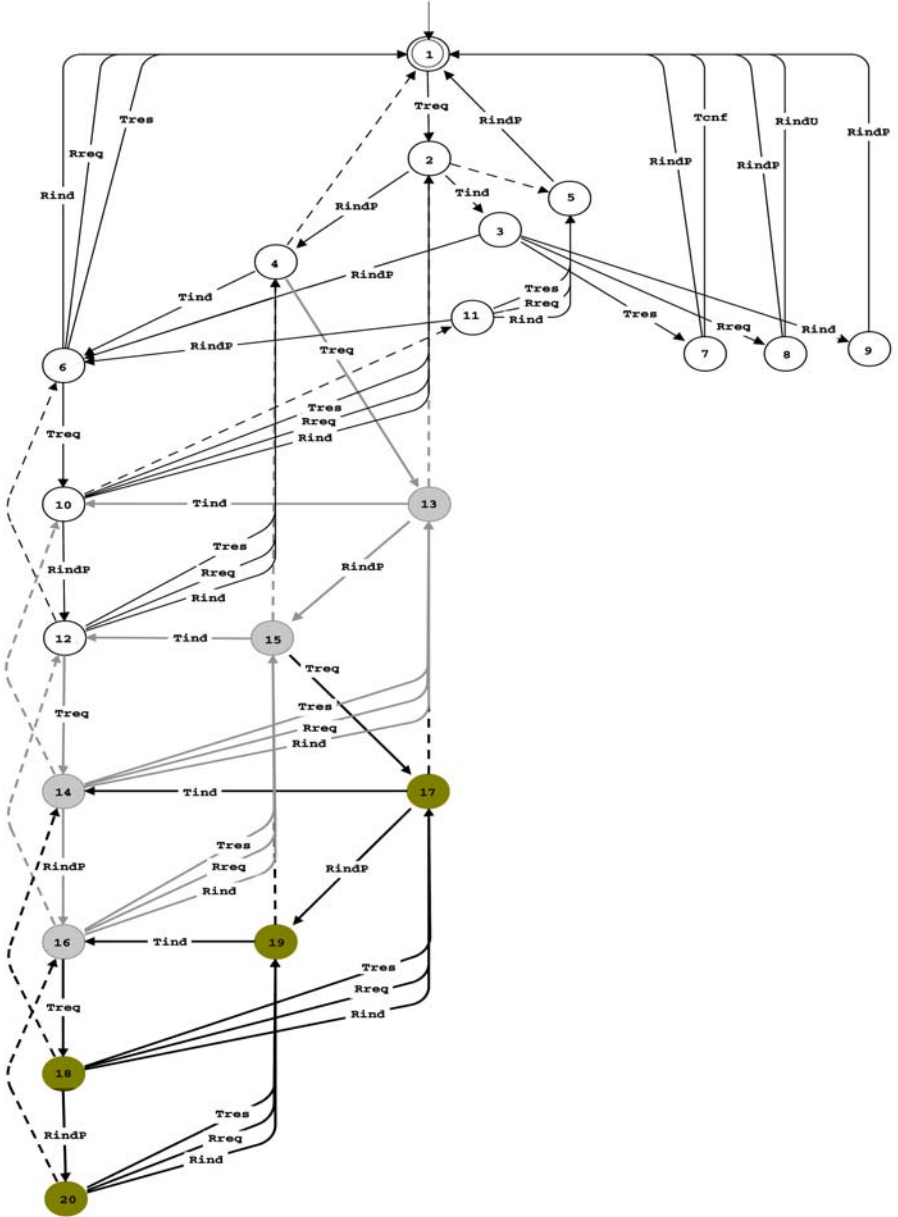 1
Treq
Tres
Tcnf
RindP
RindU
Rreq
RindP
2
RindP
RindP
Tind
5
Rind
RindP
3
4
RindP
Tres
Tind
Rreq
11
Rind
Tres
Rreq
Rind
RindP
Treq
7
8
9
6
Tres
Rreq
Treq
Rind
10
Tind
13
Tres
RindP
RindP
Rreq
Rind
12
Tind
15
Treq
Tres
Treq
Rreq
Rind
14
Tind
17
Tres
RindP
Rreq
RindP
Rind
16
Tind
19
Tres
Rreq
Treq
Rind
18
Tres
RindP
Rreq
Rind
20